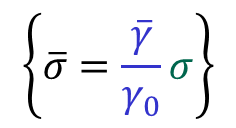 {σ̄ = γ̄/γ₀ σ}